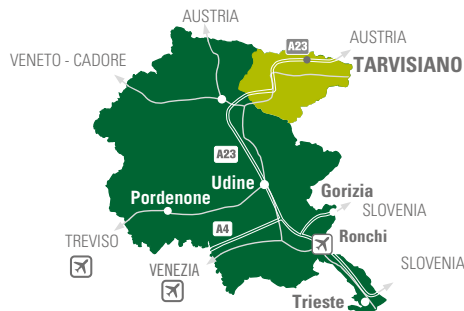 AUSTRIA
A23
AUSTRIA
VENETO - CADORE
TARVISIANO
A23
Udine
Gorizia
Pordenone
SLOVENIA
A4
Ronchi
TREVISO
VENEZIA
SLOVENIA
Trieste